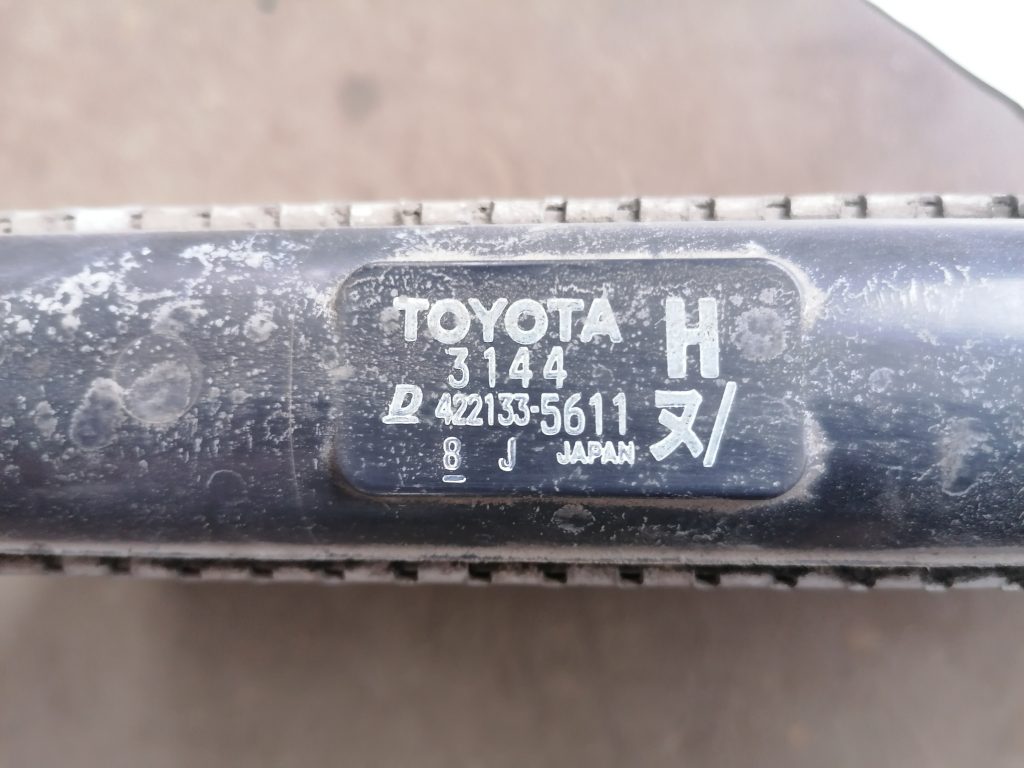 TOYOTA H
3144
D 422133-5611 ヌ/
8 J JAPAN